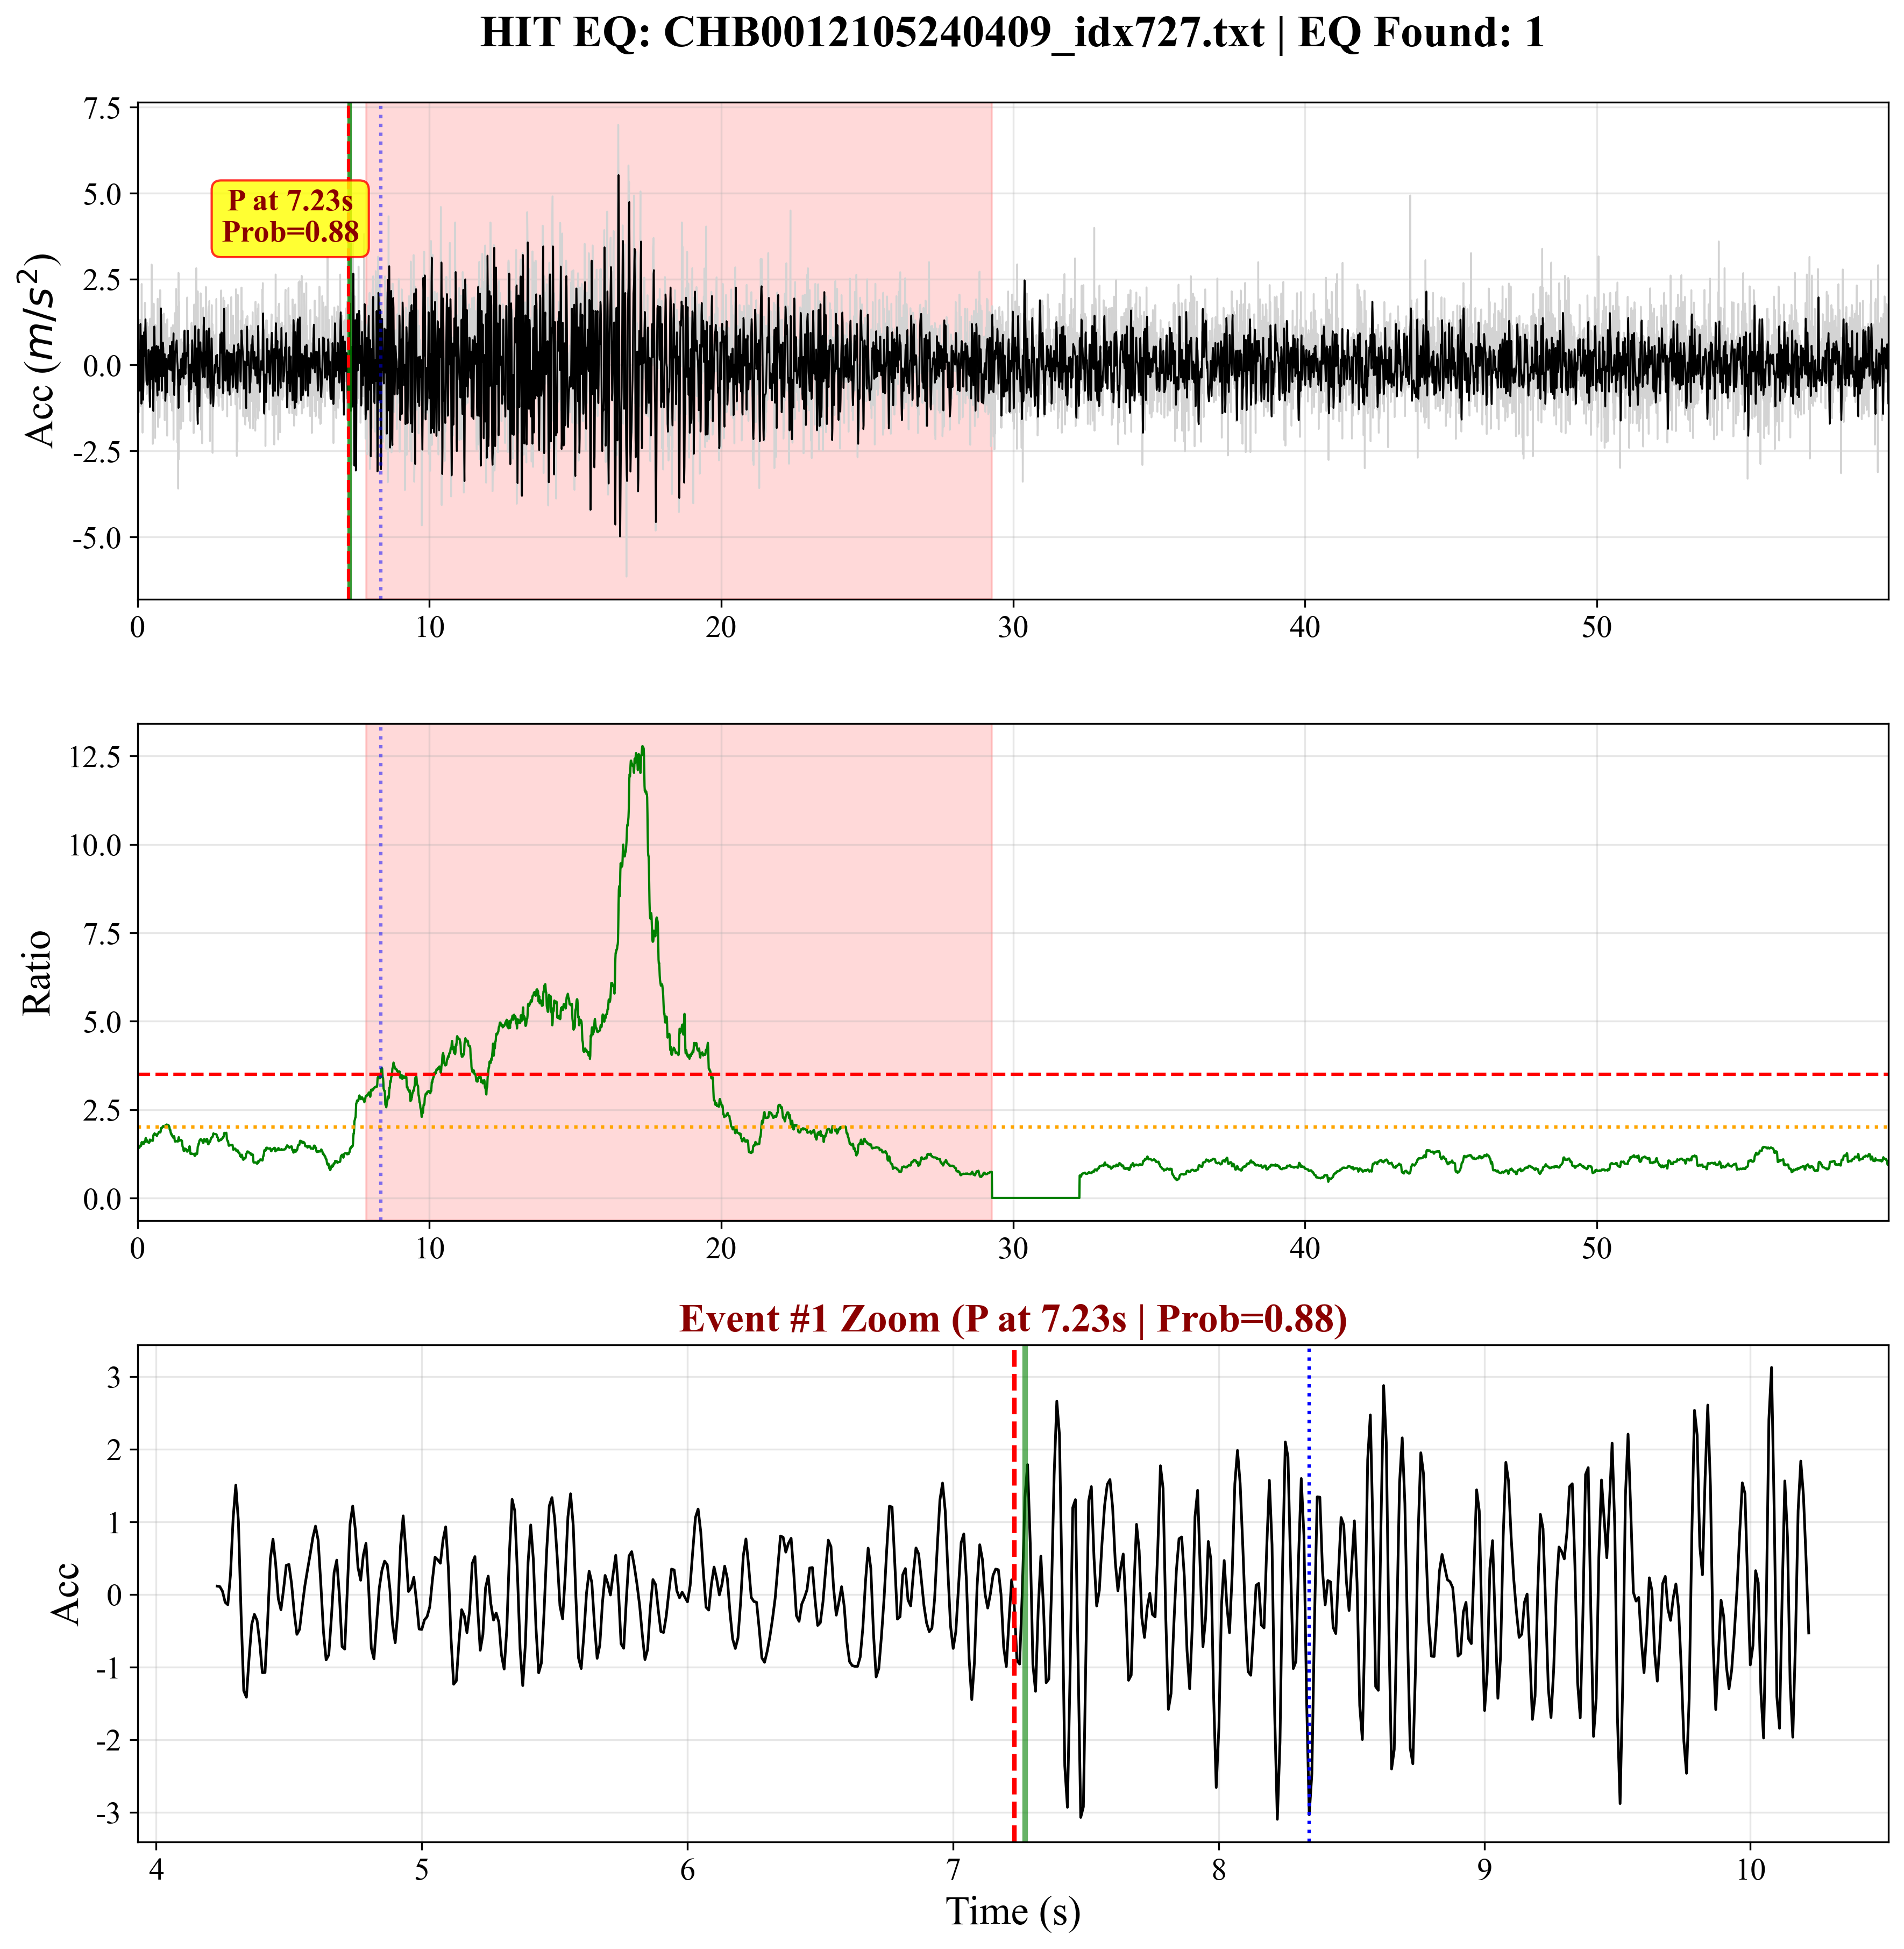 HIT EQ: CHB0012105240409_idx727.txt | EQ Found: 1
7.5
5.0
2.5
0.0
-2.5
-5.0
Acc (m/s²)
P at 7.23s
Prob=0.88
0 10 20 30 40 50
12.5
10.0
7.5
5.0
2.5
0.0
Ratio
0 10 20 30 40 50
Event #1 Zoom (P at 7.23s | Prob=0.88)
3
2
1
0
-1
-2
-3
Acc
4 5 6 7 8 9 10
Time (s)